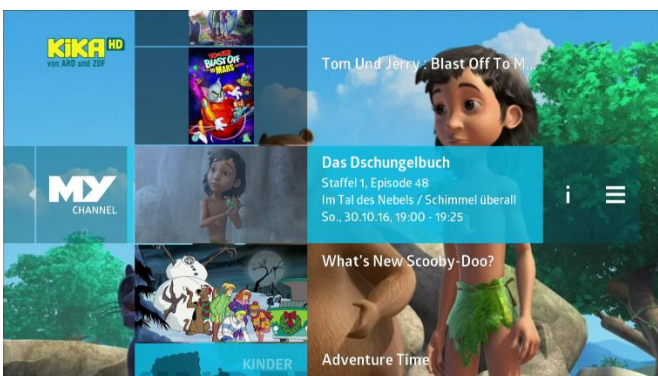 KiKA HD
von ARD und ZDF
BLAST OFF
TO MARS
Tom Und Jerry : Blast Off To M...
MY
CHANNEL
Das Dschungelbuch
Staffel 1, Episode 48
Im Tal des Nebels / Schimmel überall
So., 30.10.16, 19:00 - 19:25
i
What's New Scooby-Doo?
KINDER
Adventure Time